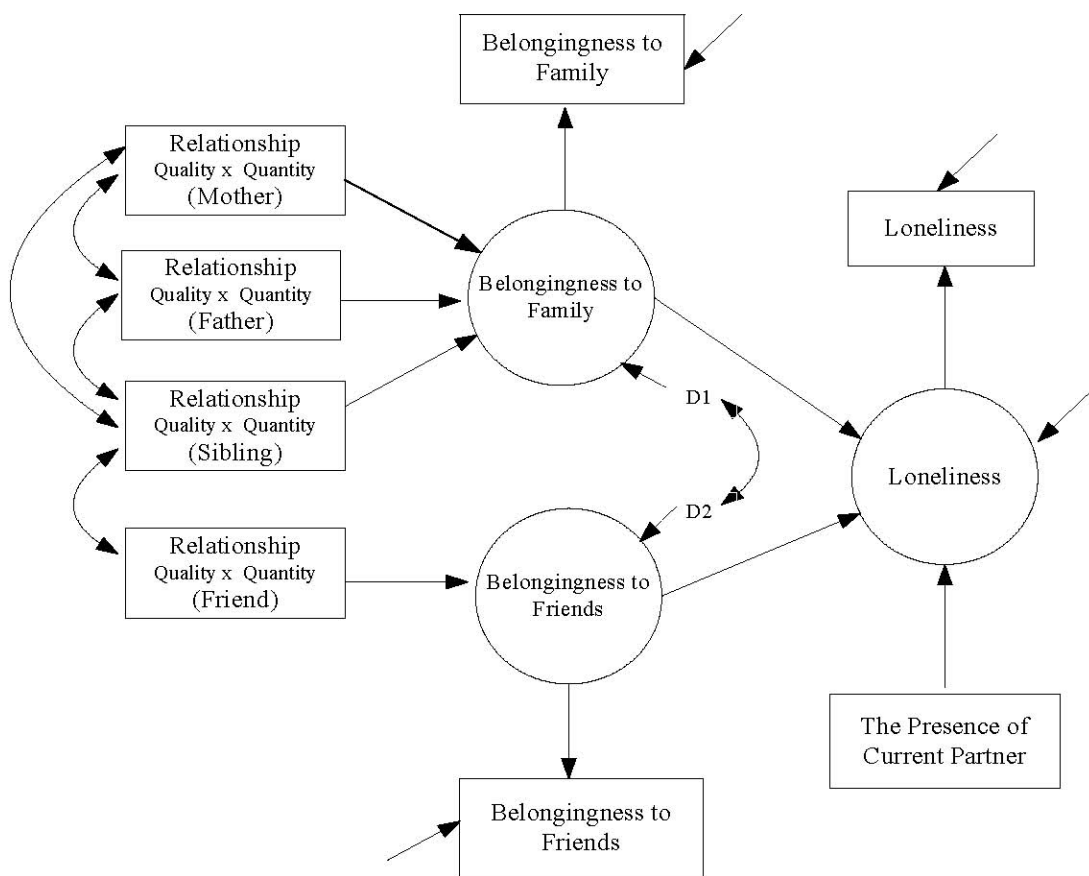 Belongingness to
Family
Relationship
Quality x Quantity
(Mother)
Loneliness
Relationship
Quality x Quantity
(Father)
Belongingness to
Family
Relationship
Quality x Quantity
(Sibling)
D1
Loneliness
D2
Relationship
Quality x Quantity
(Friend)
Belongingness to
Friends
The Presence of
Current Partner
Belongingness to
Friends